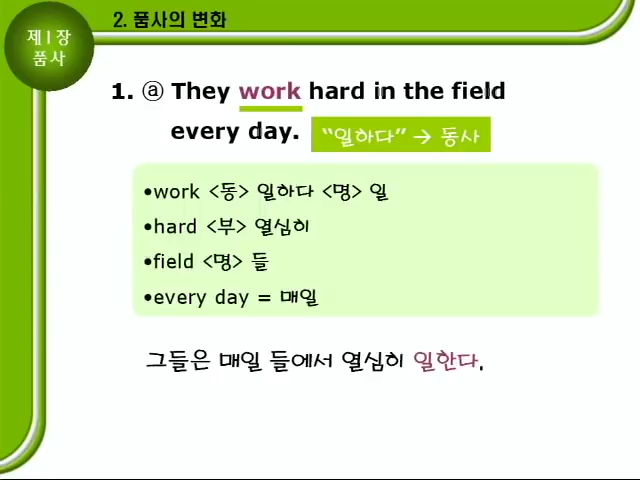 제 I 장
품사
2. 품사의 변화
1. ⓐ They work hard in the field
every day. “일하다” → 동사
•work <동> 일하다 <명> 일
•hard <부> 열심히
•field <명> 들
•every day = 매일
그들은 매일 들에서 열심히 일한다.